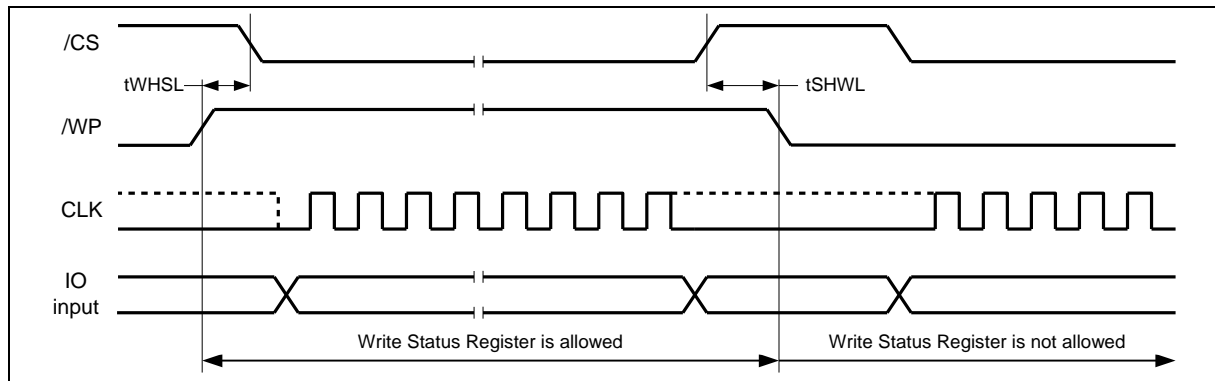 /CS
tWHSL
tSHWL
/WP
CLK
IO
input
Write Status Register is allowed
Write Status Register is not allowed